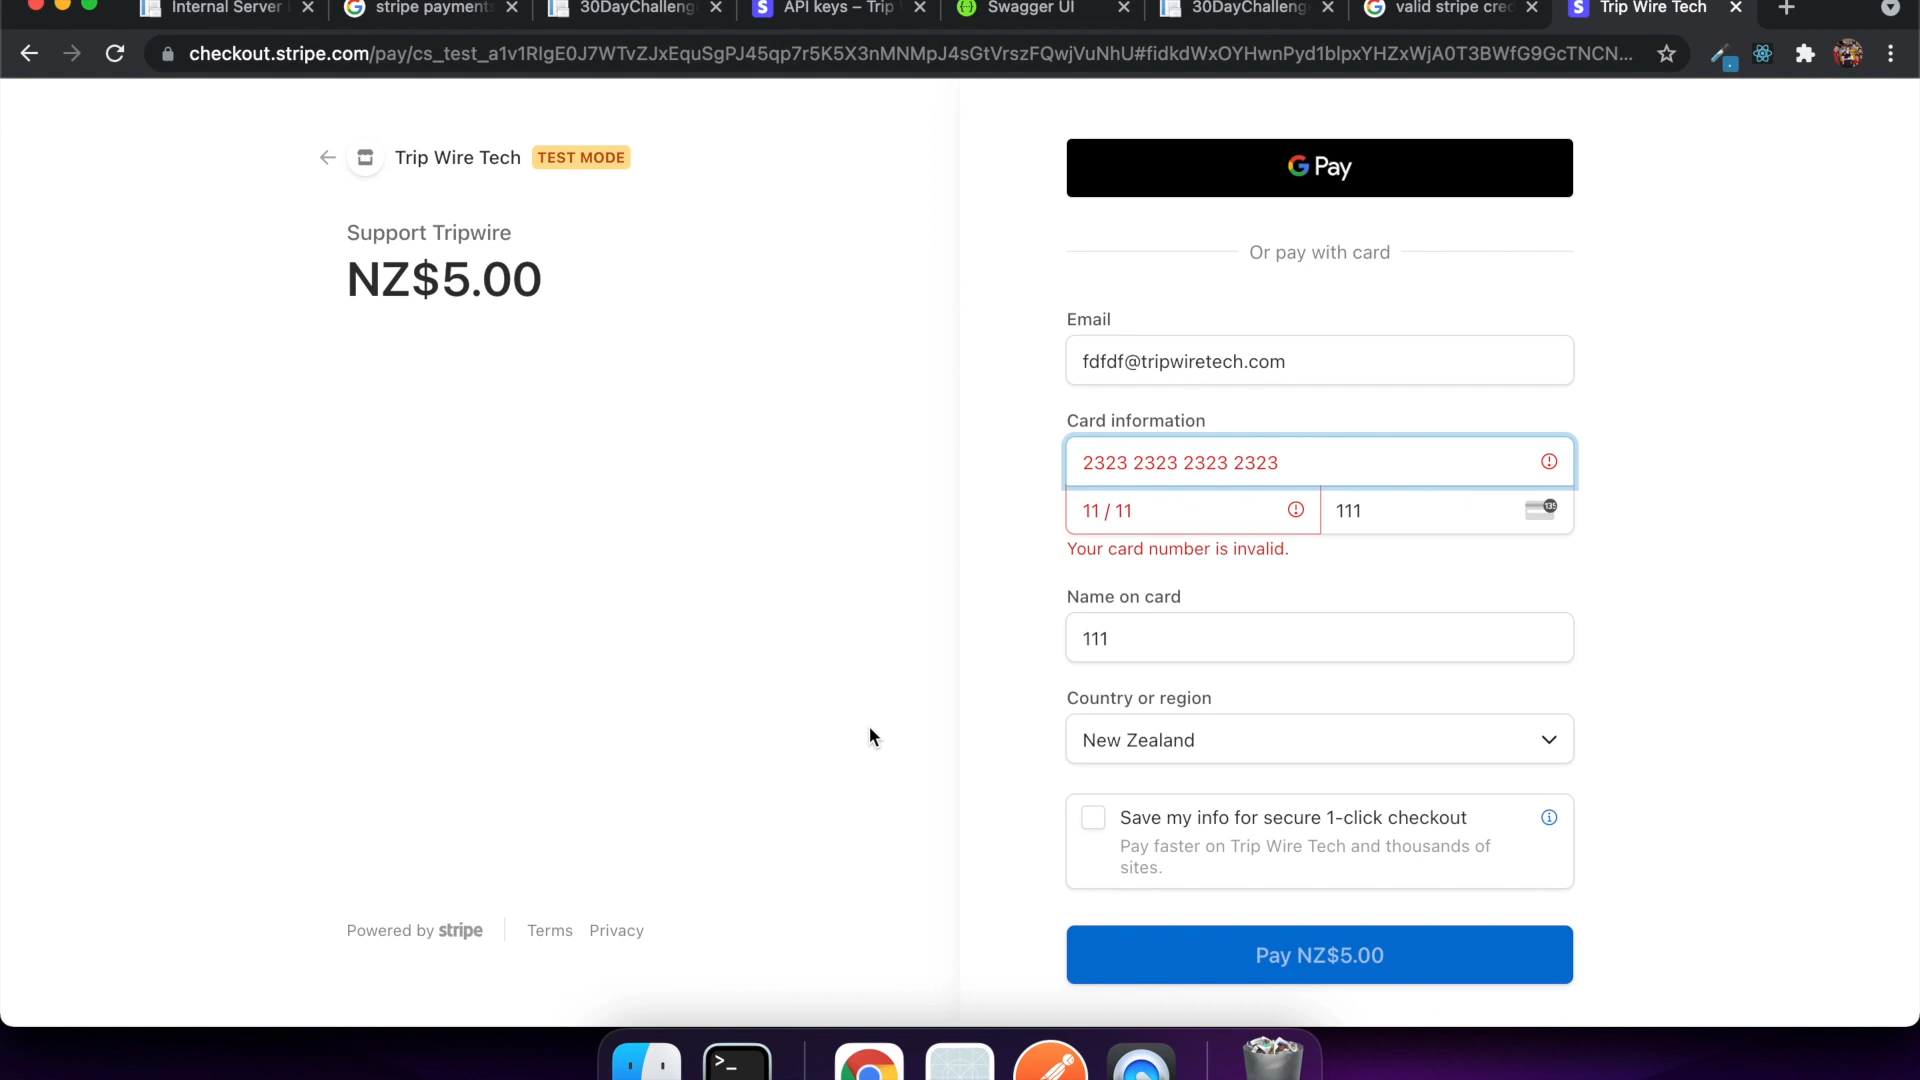 Internal Server
stripe payment
30DayChalleng
API keys – Trip
Swagger UI
30DayChalleng
valid stripe cre
Trip Wire Tech
checkout.stripe.com/pay/cs_test_a1v1RlgE0J7WTvZJxEquSgPJ45qp7r5K5X3nMNMpJ4sGtVrszFQwjVuNhU#fidkdWxOYHwnPyd1blpxYHZxWjA0T3BWfG9GcTNCN...
Trip Wire Tech TEST MODE
Support Tripwire
NZ$5.00
G Pay
Or pay with card
Email
fdfdf@tripwiretech.com
Card information
2323 2323 2323 2323
11 / 11
111
135
Your card number is invalid.
Name on card
111
Country or region
New Zealand
Save my info for secure 1-click checkout
Pay faster on Trip Wire Tech and thousands of
sites.
Pay NZ$5.00
Powered by stripe
Terms Privacy